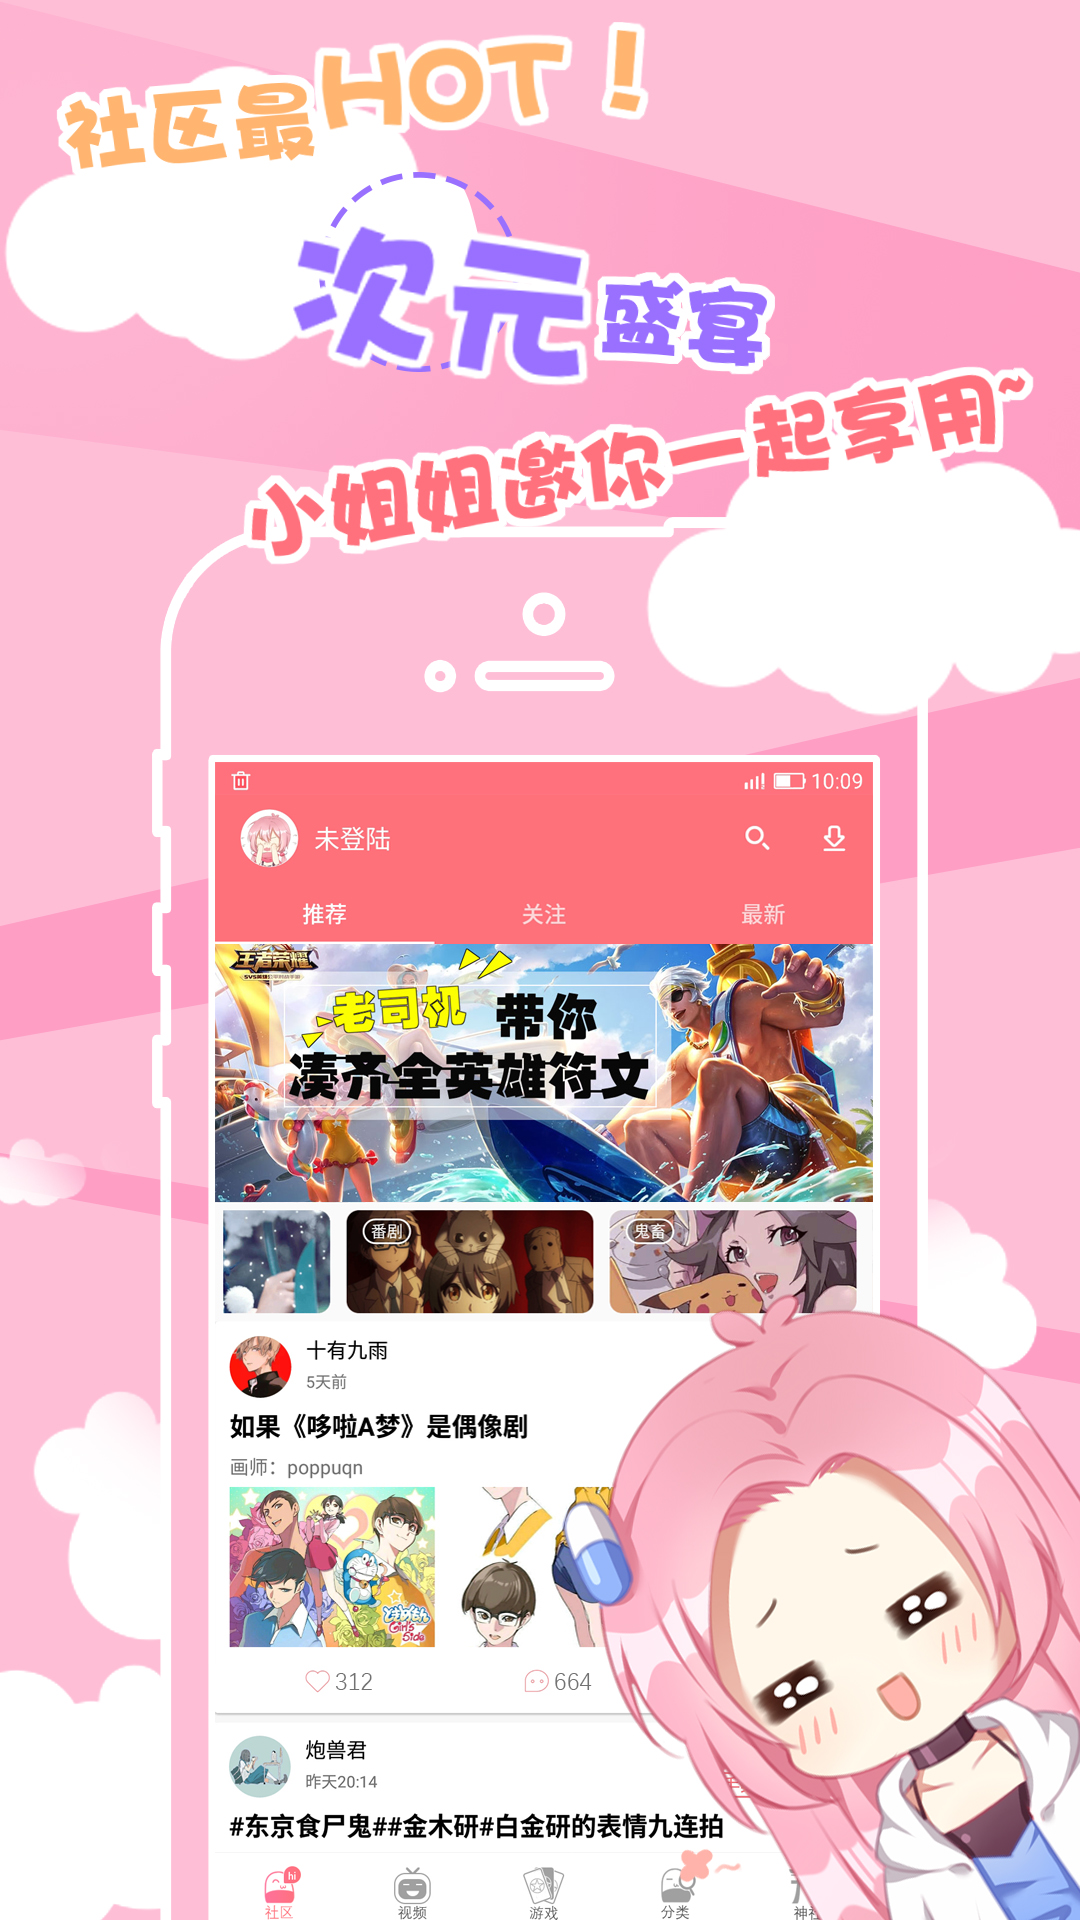 社区最HOT！
次元盛宴
小姐姐邀你一起享用~
10:09
未登陆
推荐 关注 最新
王者荣耀
老司机 带你
凑齐全英雄符文
番剧 鬼畜
十有九雨
5天前
如果《哆啦A梦》是偶像剧
画师：poppuqn
Girl's Side
312 664
炮兽君
昨天20:14
#东京食尸鬼##金木研#白金研的表情九连拍
hi
社区 视频 游戏 分类 神社